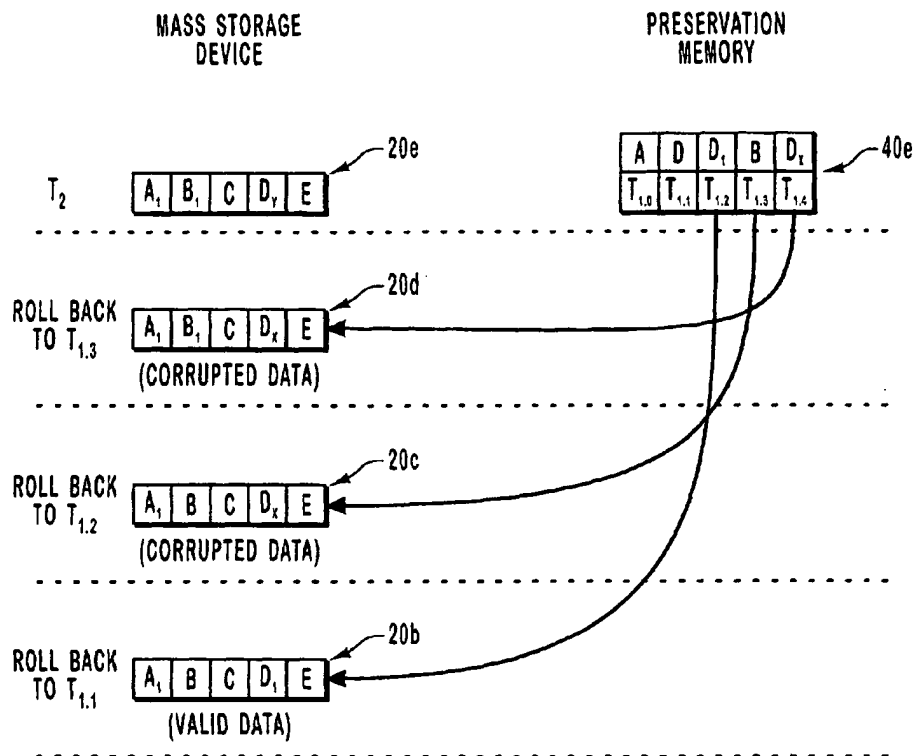 MASS STORAGE
DEVICE
PRESERVATION
MEMORY
20e
40e
A D D₁ B Dₓ
T₁.₀ T₁.₁ T₁.₂ T₁.₃ T₁.₄
T₂
A₁ B₁ C Dᵧ E
20d
ROLL BACK
TO T₁.₃
A₁ B₁ C Dₓ E
(CORRUPTED DATA)
20c
ROLL BACK
TO T₁.₂
A₁ B C Dₓ E
(CORRUPTED DATA)
20b
ROLL BACK
TO T₁.₁
A₁ B C D₁ E
(VALID DATA)